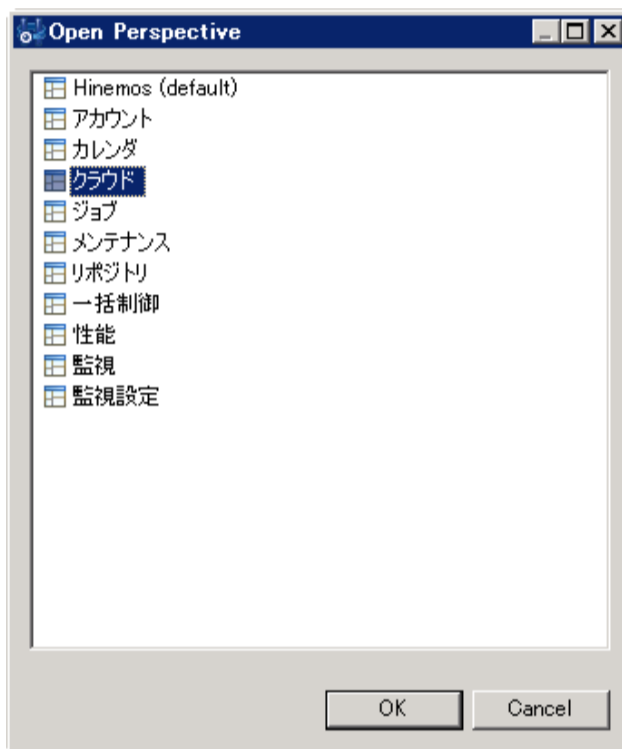 Open Perspective
Hinemos (default)
アカウント
カレンダ
クラウド
ジョブ
メンテナンス
リポジトリ
一括制御
性能
監視
監視設定
OK
Cancel